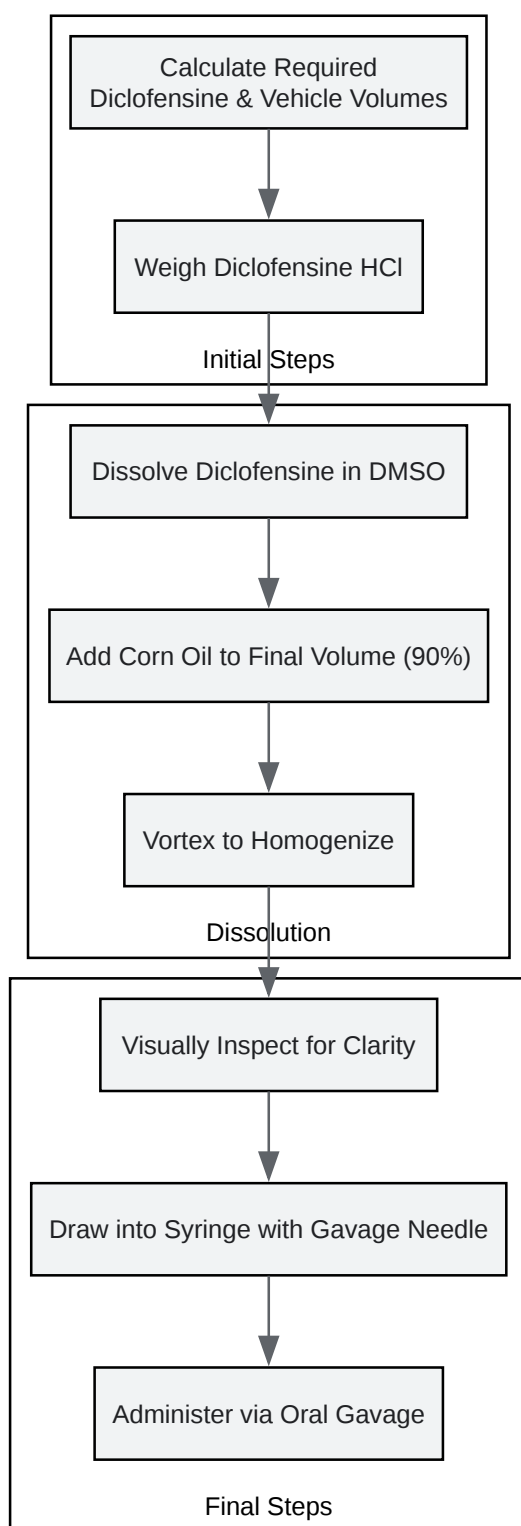 Calculate Required
Diclofensine & Vehicle Volumes
Weigh Diclofensine HCl
Initial Steps
Dissolve Diclofensine in DMSO
Add Corn Oil to Final Volume (90%)
Vortex to Homogenize
Dissolution
Visually Inspect for Clarity
Draw into Syringe with Gavage Needle
Administer via Oral Gavage
Final Steps